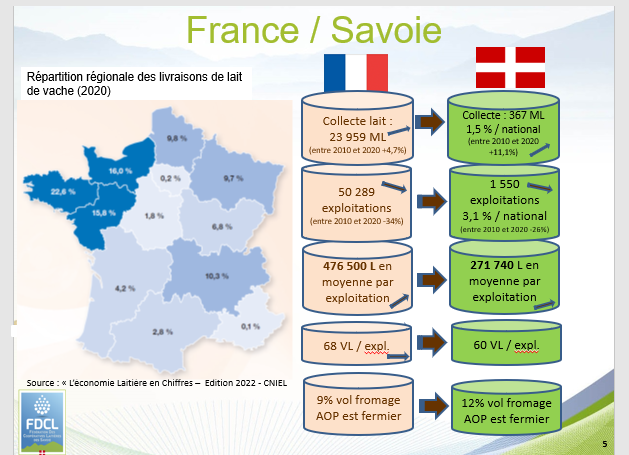 France / Savoie
Répartition régionale des livraisons de lait
de vache (2020)
9,8 %
16,0 %
0,2 %
9,7 %
22,6 %
15,8 %
1,8 %
6,8 %
10,3 %
4,2 %
2,8 %
0,1 %
Source : « L'économie Laitière en Chiffres – Edition 2022 - CNIEL
FDCL
Collecte lait :
23 959 ML
(entre 2010 et 2020 +4,7%)
50 289
exploitations
(entre 2010 et 2020 -34%)
476 500 L en
moyenne par
exploitation
68 VL / expl.
9% vol fromage
AOP est fermier
Collecte : 367 ML
1,5 % / national
(entre 2010 et 2020
+11,1%)
1 550
exploitations
3,1 % / national
(entre 2010 et 2020 -26%)
271 740 L en
moyenne par
exploitation
60 VL / expl.
12% vol fromage
AOP est fermier
5